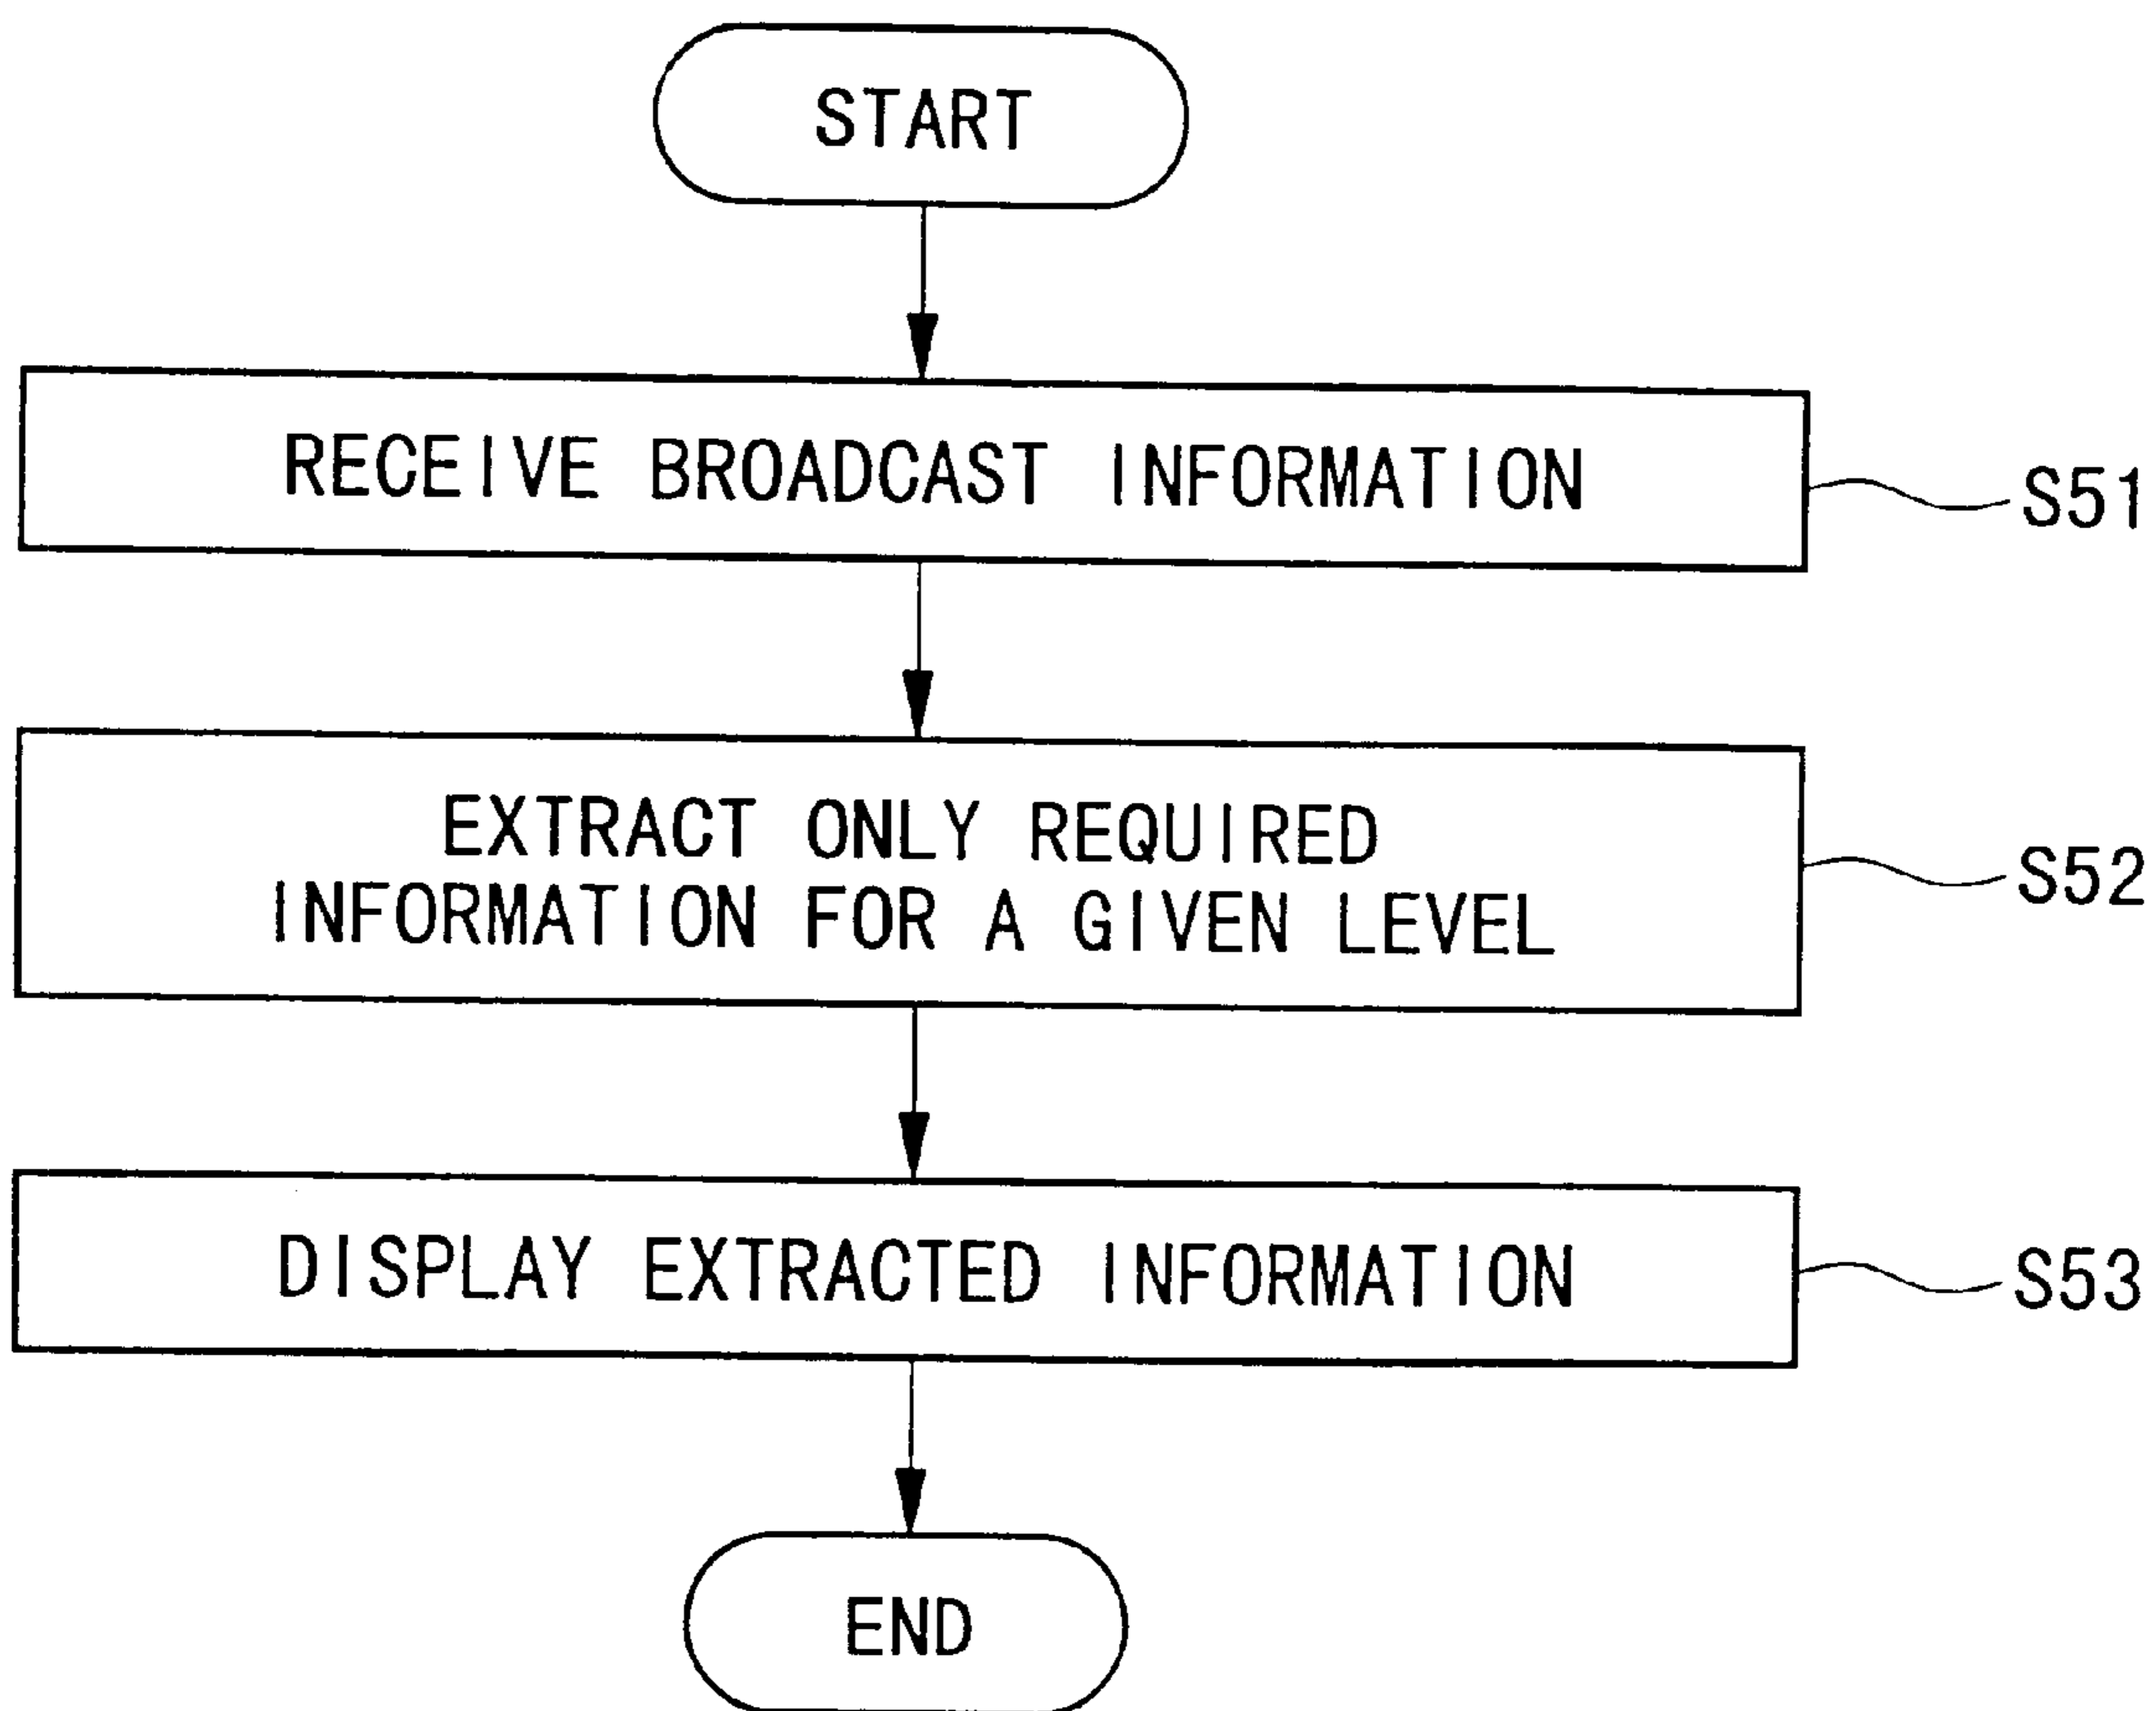 START
RECEIVE BROADCAST INFORMATION
S51
EXTRACT ONLY REQUIRED
INFORMATION FOR A GIVEN LEVEL
S52
DISPLAY EXTRACTED INFORMATION
S53
END